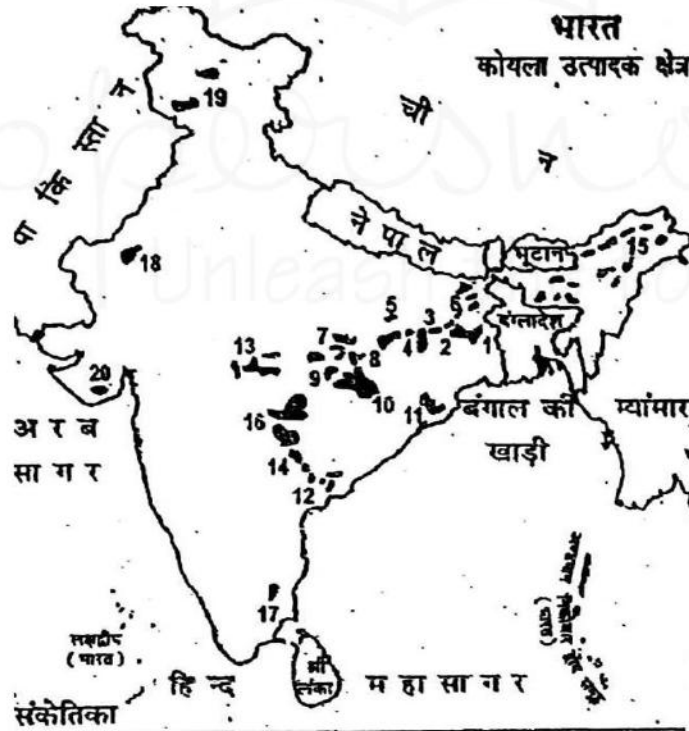 भारत
कोयला उत्पादक क्षेत्र
19
ची
न
पाकिस्तान
नेपाल
भूटान
15
18
5
3
6
बंग्लादेश
7
4
2
1
13
8
20
9
10
16
11
बंगाल की
खाड़ी
म्यांमार
अरब
सागर
14
12
17
लक्षद्वीप
(भारत)
श्री
लंका
हिन्द
महासागर
संकेतिका